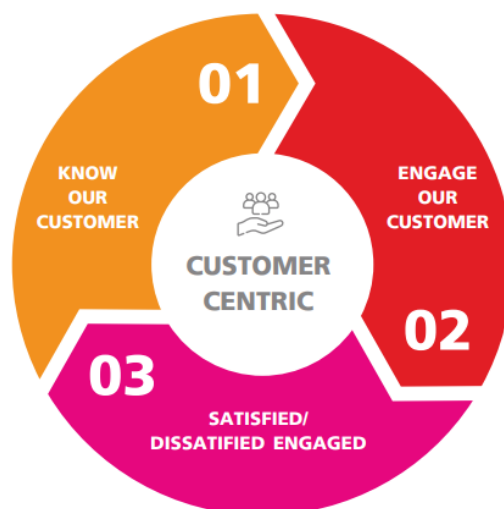 01
KNOW
OUR
CUSTOMER
ENGAGE
OUR
CUSTOMER
02
CUSTOMER
CENTRIC
03
SATISFIED/
DISSATIFIED ENGAGED